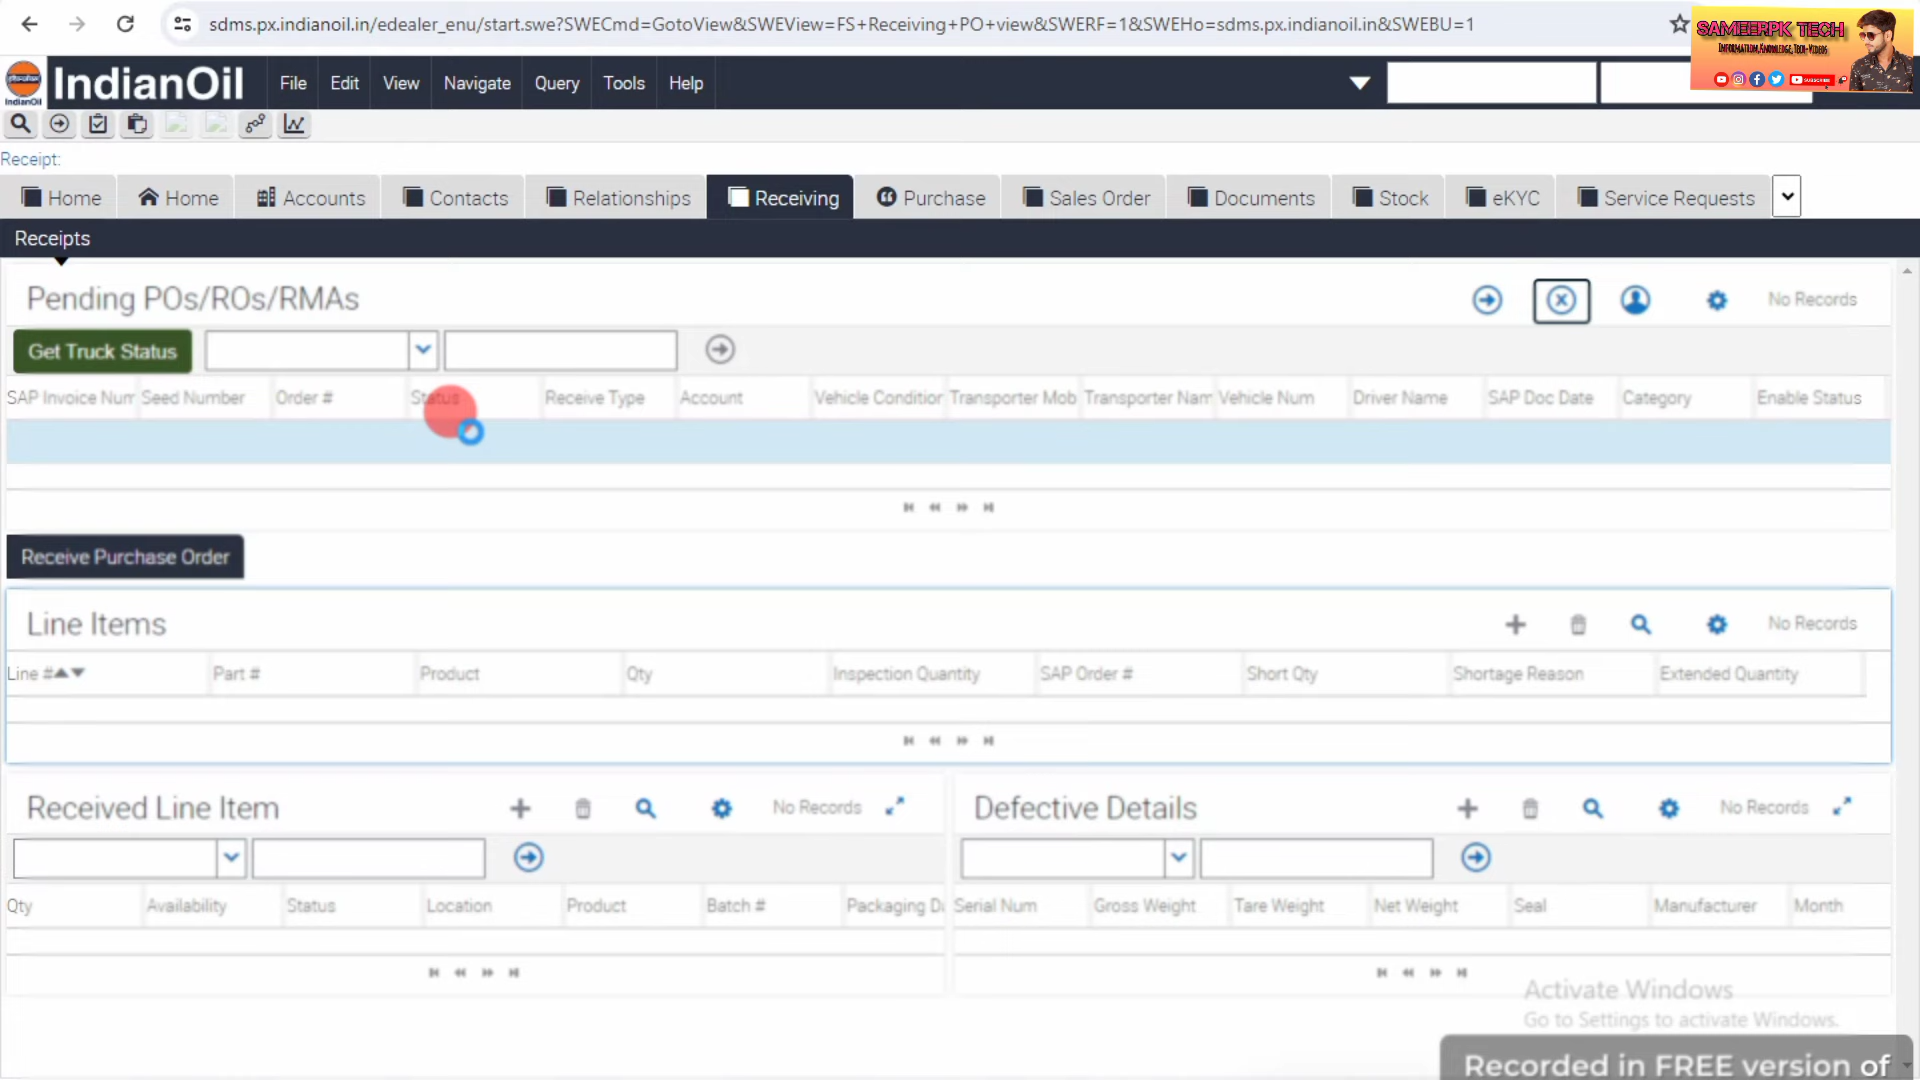 sdms.px.indianoil.in/edealer_enu/start.swe?SWECmd=GotoView&SWEView=FS+Receiving+PO+view&SWERF=1&SWEHo=sdms.px.indianoil.in&SWEBU=1
SAMEERPK TECH
INFORMATION,KNOWLEDGE,TECH-VIDEOS
SUBSCRIBE
IndianOil IndianOil File Edit View Navigate Query Tools Help
Receipt:
Home Home Accounts Contacts Relationships Receiving Purchase Sales Order Documents Stock eKYC Service Requests
Receipts
Pending POs/ROs/RMAs No Records
Get Truck Status
SAP Invoice Num Seed Number Order # Status Receive Type Account Vehicle Condition Transporter Mob Transporter Nam Vehicle Num Driver Name SAP Doc Date Category Enable Status
Receive Purchase Order
Line Items No Records
Line # Part # Product Qty Inspection Quantity SAP Order # Short Qty Shortage Reason Extended Quantity
Received Line Item No Records
Defective Details No Records
Qty Availability Status Location Product Batch # Packaging Da
Serial Num Gross Weight Tare Weight Net Weight Seal Manufacturer Month
Activate Windows
Go to Settings to activate Windows.
Recorded in FREE version of